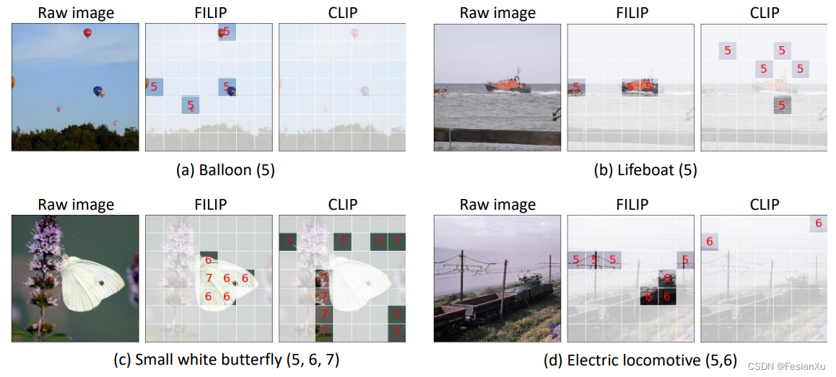 Raw image FILIP CLIP
5
5 5
5
(a) Balloon (5)
Raw image FILIP CLIP
5 5
5 5
5 5 5
5
(b) Lifeboat (5)
Raw image FILIP CLIP
7 7 7 7
6
7 6 6 7
6 6 7
7 7
7 7
(c) Small white butterfly (5, 6, 7)
Raw image FILIP CLIP
6
6
5 5 5 5
6
6 6
(d) Electric locomotive (5,6)
CSDN @FesianXu